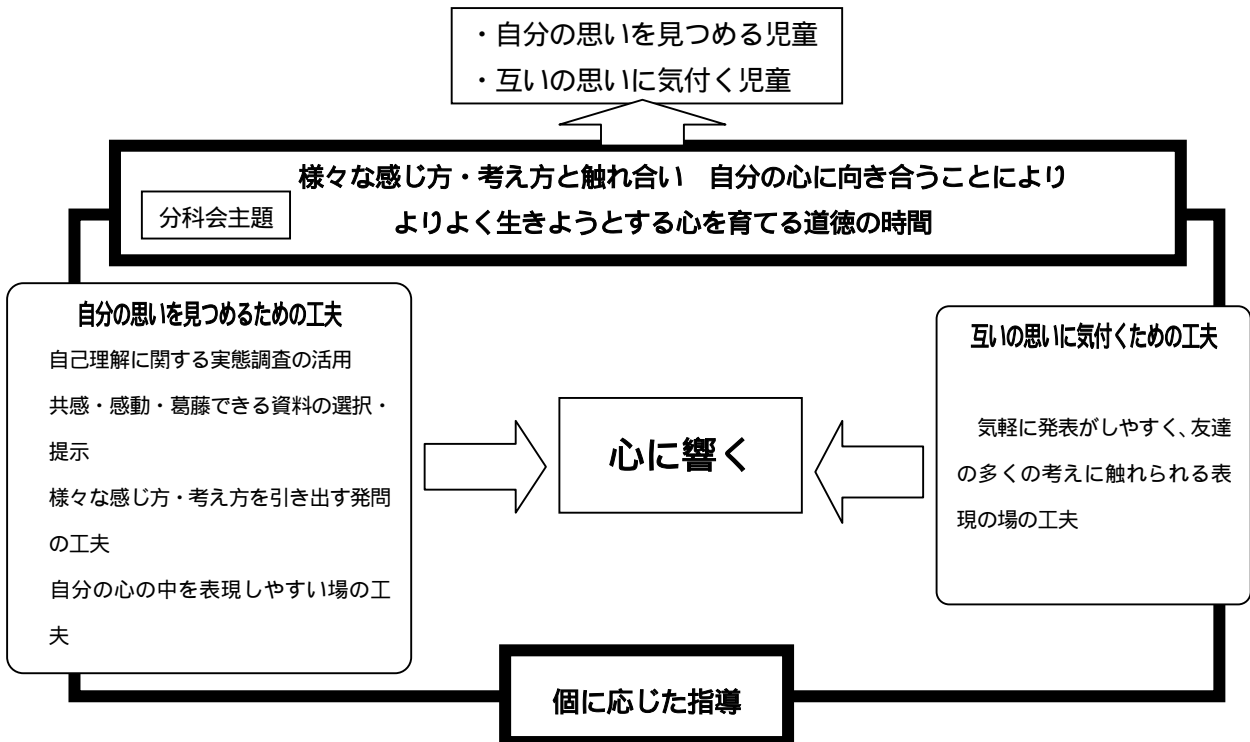 ・自分の思いを見つめる児童
・互いの思いに気付く児童
様々な感じ方・考え方と触れ合い　自分の心に向き合うことにより
分科会主題
よりよく生きようとする心を育てる道徳の時間
自分の思いを見つめるための工夫
自己理解に関する実態調査の活用
共感・感動・葛藤できる資料の選択・
提示
様々な感じ方・考え方を引き出す発問
の工夫
自分の心の中を表現しやすい場の工
夫
心に響く
互いの思いに気付くための工夫
気軽に発表がしやすく、友達
の多くの考えに触れられる表
現の場の工夫
個に応じた指導